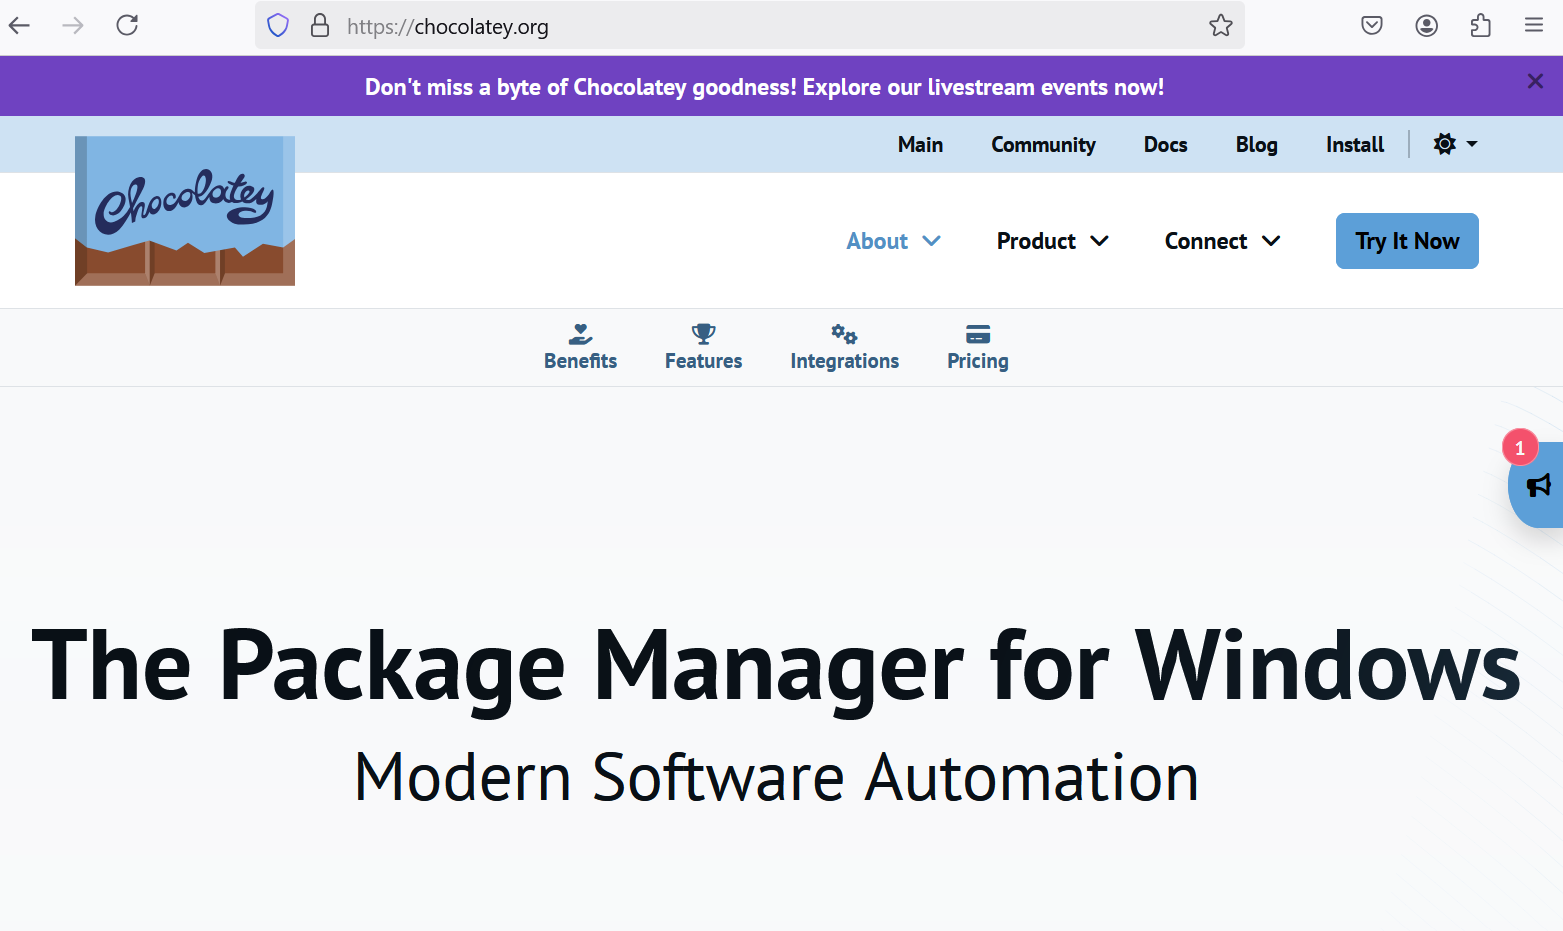 https://chocolatey.org
Don't miss a byte of Chocolatey goodness! Explore our livestream events now!
Main Community Docs Blog Install
Chocolatey
About Product Connect Try It Now
Benefits Features Integrations Pricing
1
The Package Manager for Windows
Modern Software Automation